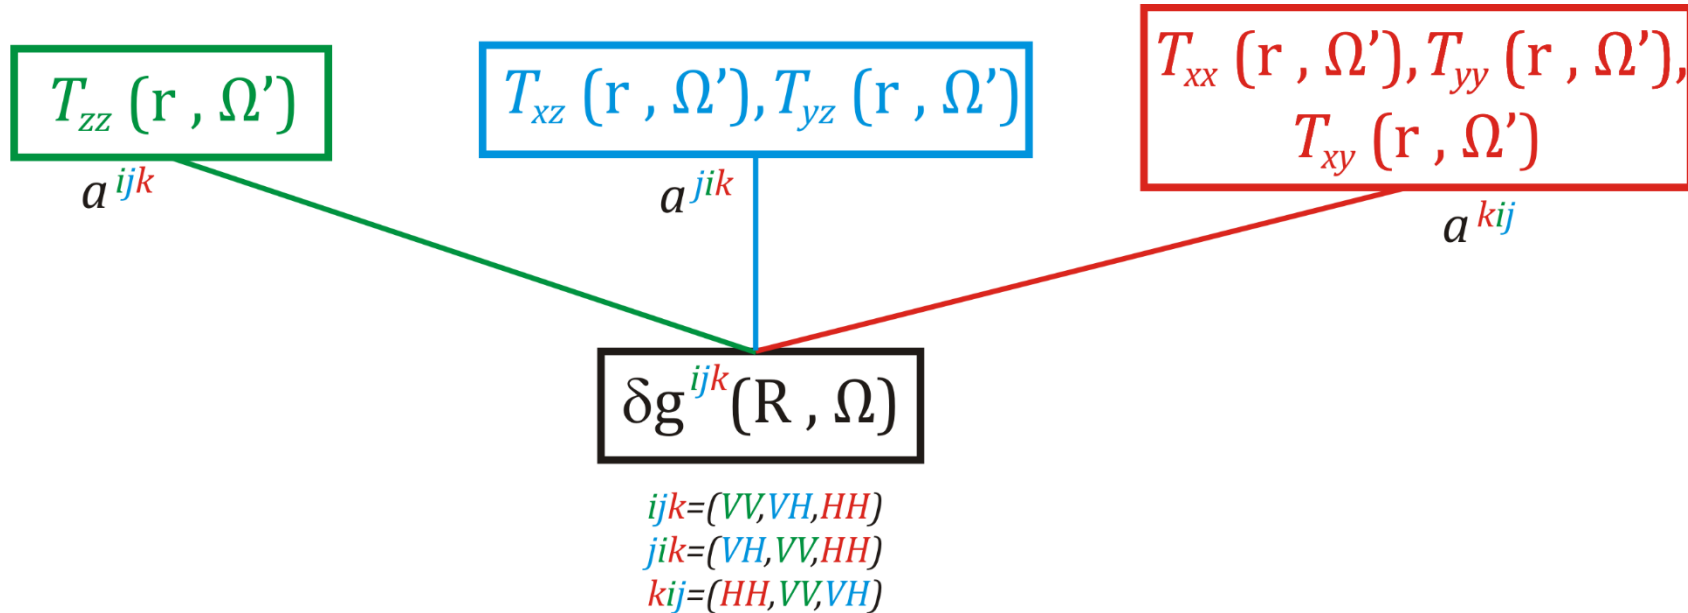 T_zz (r , Ω’)
T_xz (r , Ω’), T_yz (r , Ω’)
T_xx (r , Ω’), T_yy (r , Ω’),
T_xy (r , Ω’)
a^ijk
a^jik
a^kij
δg^ijk(R , Ω)
ijk=(VV,VH,HH)
jik=(VH,VV,HH)
kij=(HH,VV,VH)